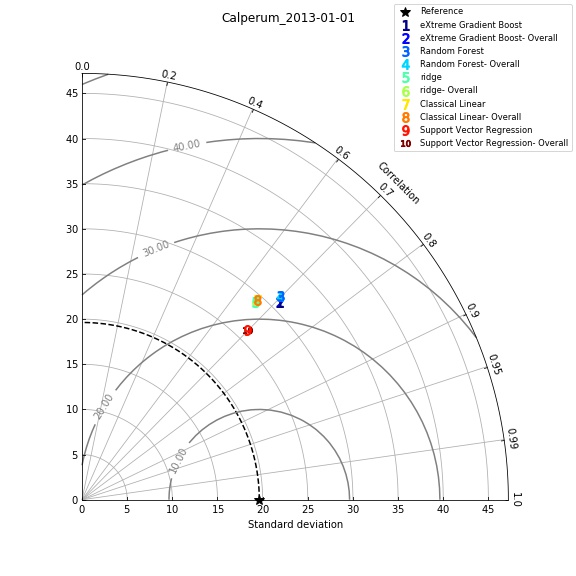 Calperum_2013-01-01
Reference
1 eXtreme Gradient Boost
2 eXtreme Gradient Boost- Overall
3 Random Forest
4 Random Forest- Overall
5 ridge
6 ridge- Overall
7 Classical Linear
8 Classical Linear- Overall
9 Support Vector Regression
10 Support Vector Regression- Overall
0.0
0.2
0.4
0.6
0.7
0.8
0.9
0.95
0.99
1.0
Correlation
45
40
35
30
25
20
15
10
5
0
40.00
30.00
20.00
10.00
3
2
8
9
0 5 10 15 20 25 30 35 40 45
Standard deviation